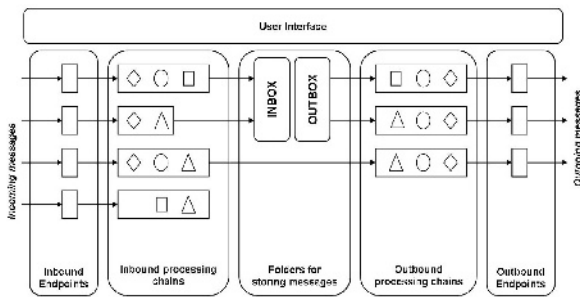 User Interface
Incoming messages
INBOX
OUTBOX
Outgoing messages
Inbound
Endpoints
Inbound processing
chains
Folders for
storing messages
Outbound
processing chains
Outbound
Endpoints